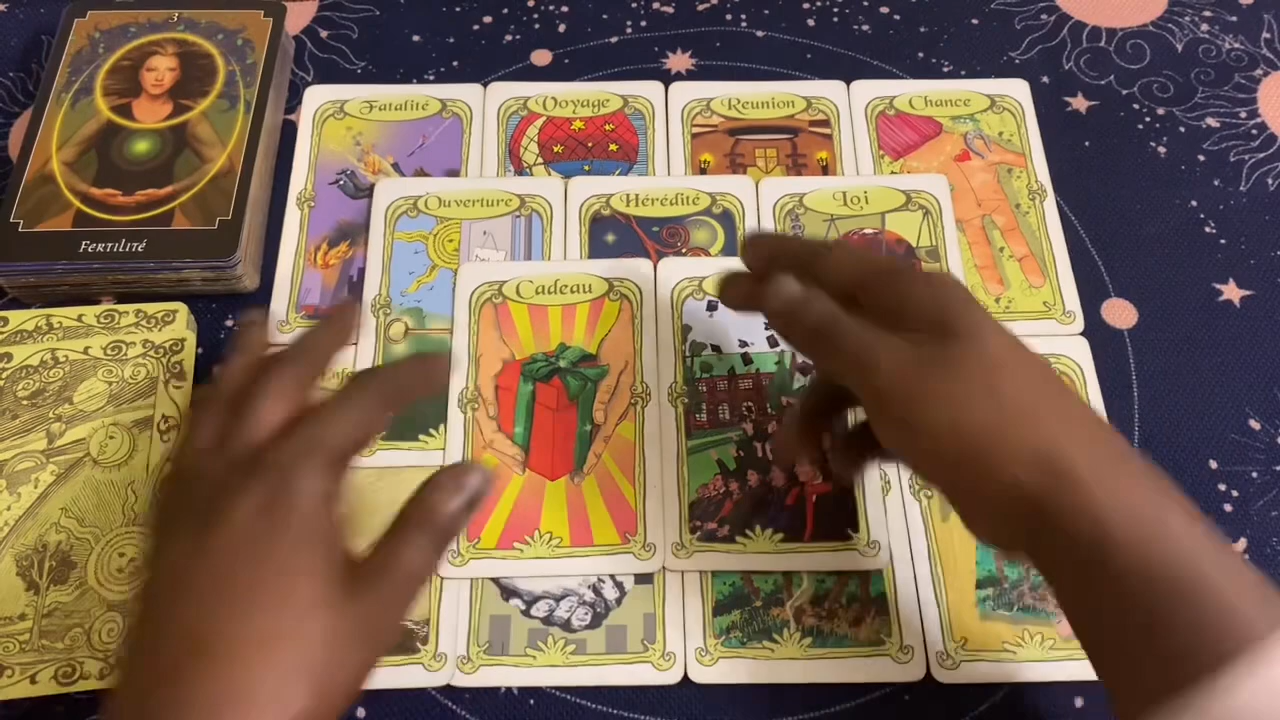 3
FERTILITÉ
Fatalité
Voyage
Reunion
Chance
Ouverture
Hérédité
Loi
Cadeau